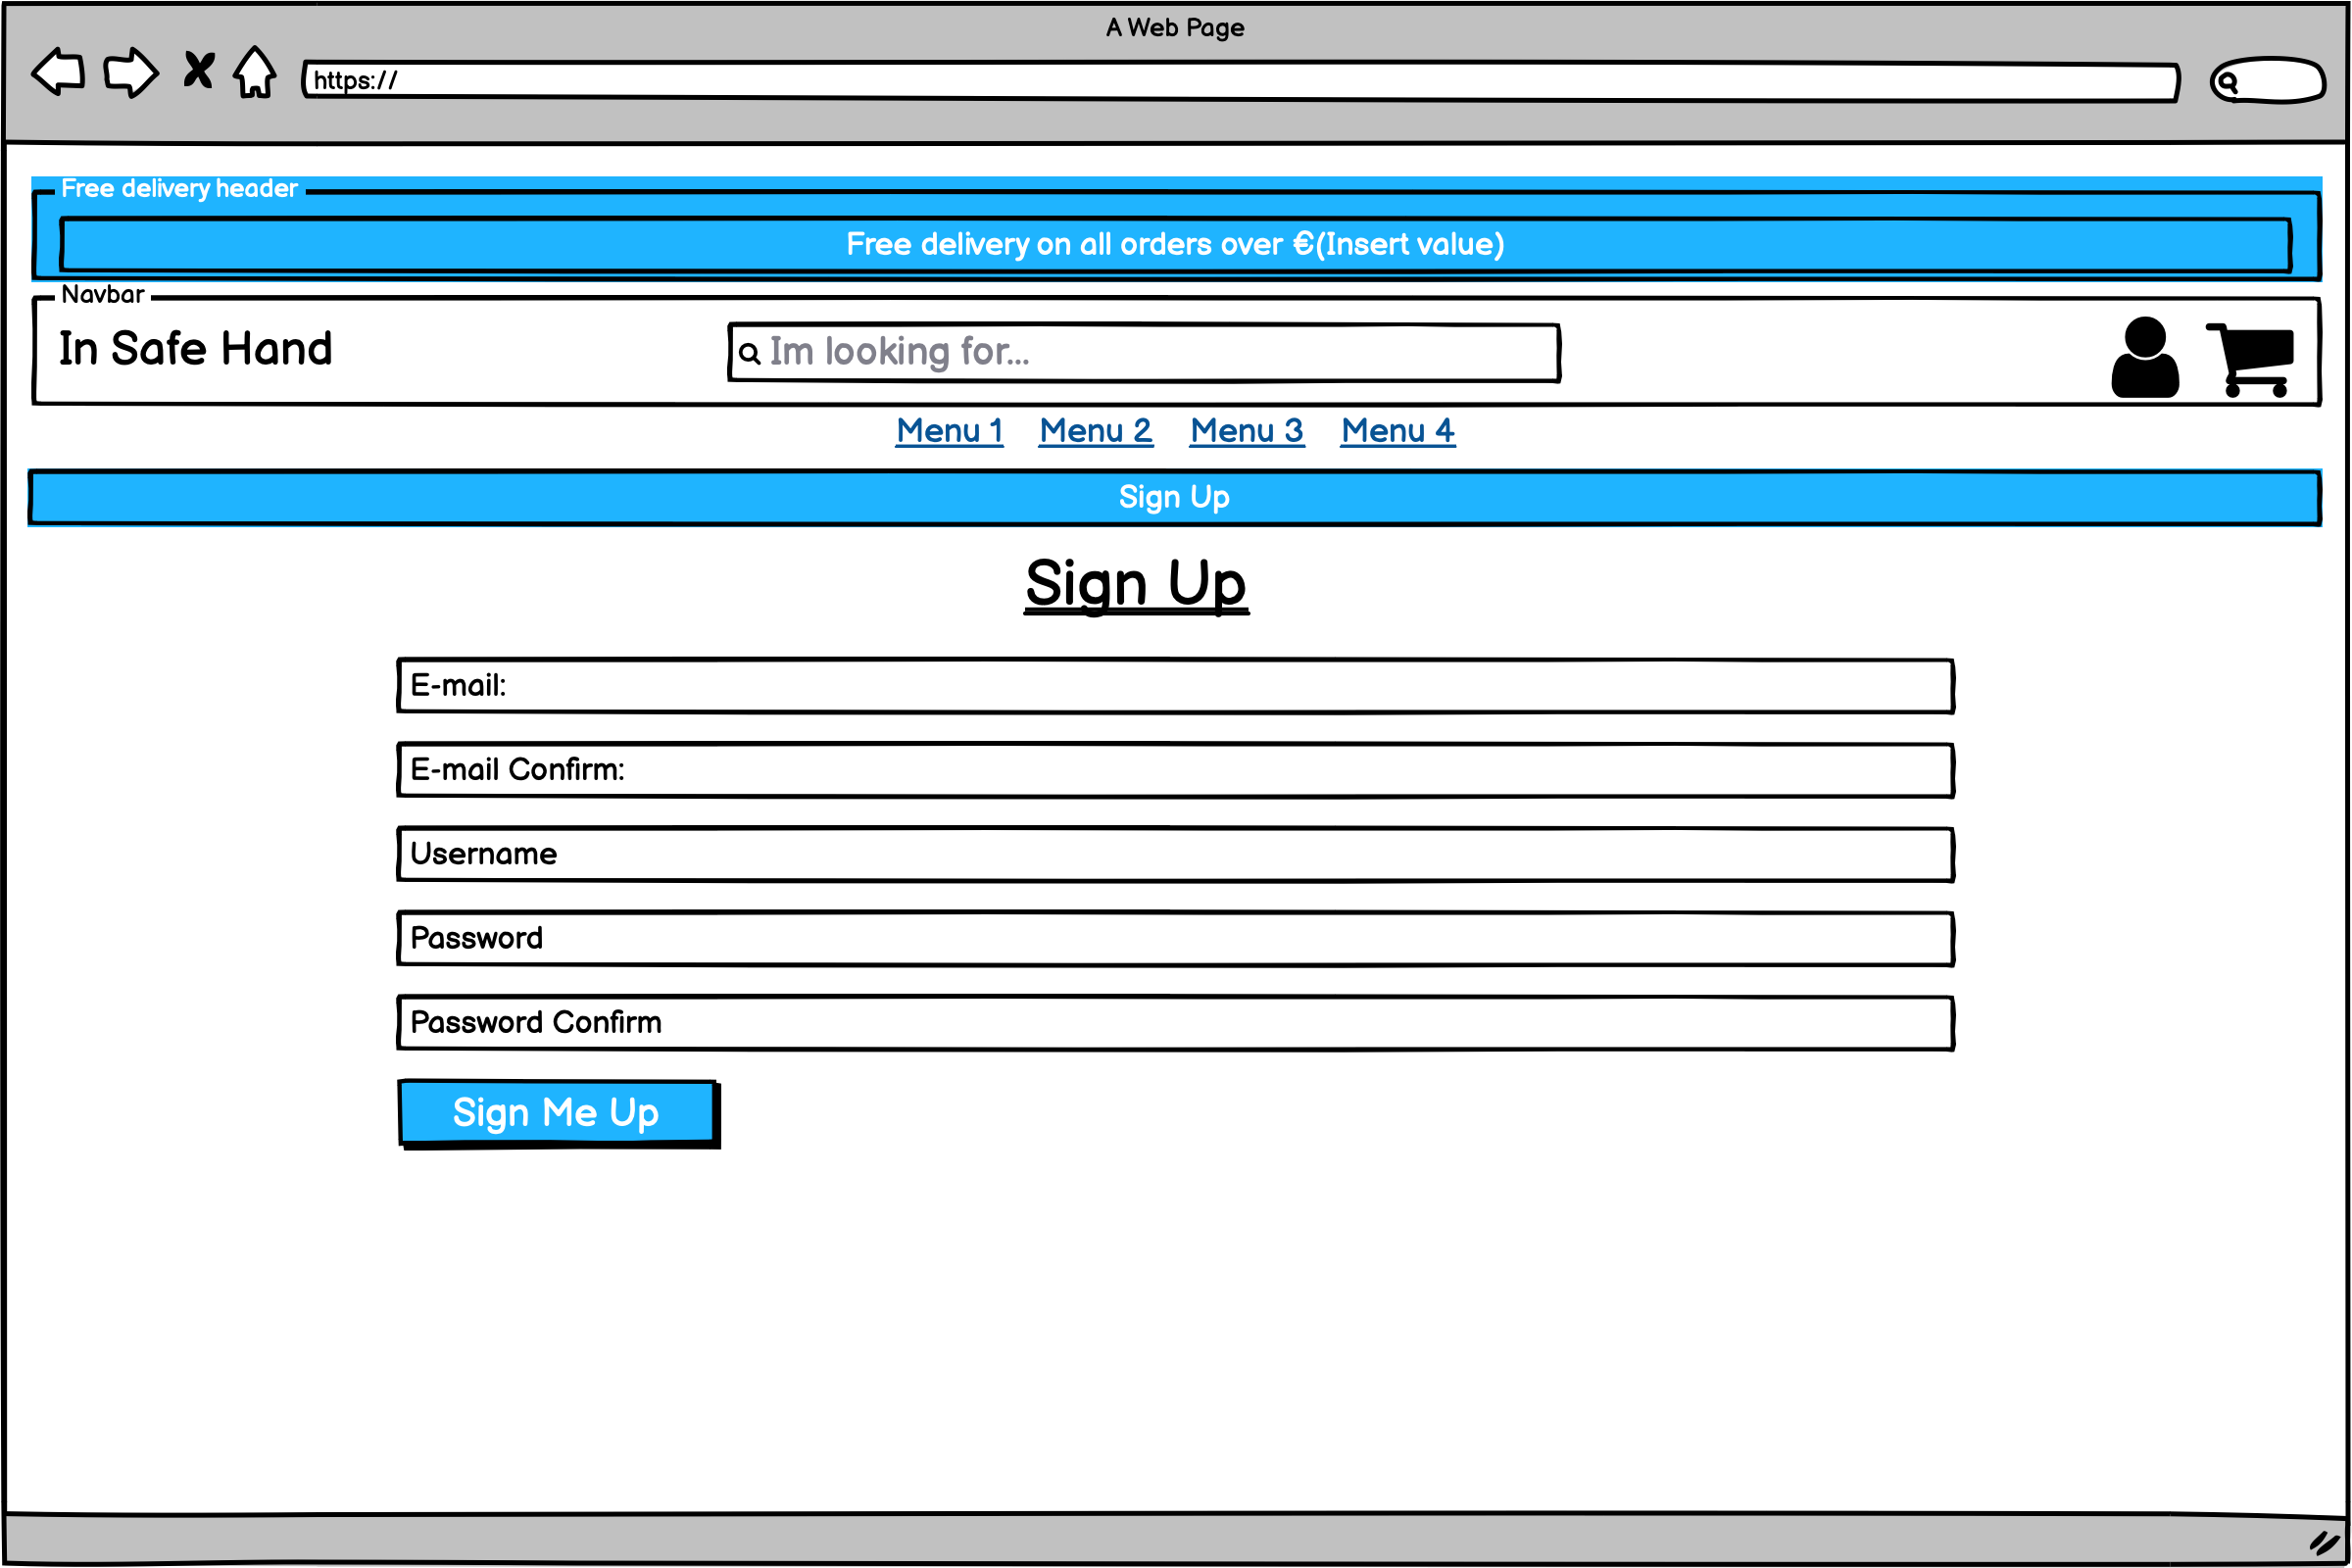 A Web Page
https://
Free delivery header
Free delivery on all orders over €(Insert value)
Navbar
In Safe Hand
Im looking for...
Menu 1 Menu 2 Menu 3 Menu 4
Sign Up
Sign Up
E-mail:
E-mail Confirm:
Username
Password
Password Confirm
Sign Me Up